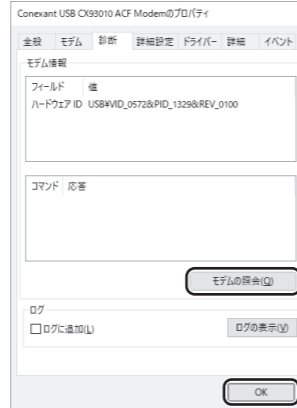 Conexant USB CX93010 ACF Modemのプロパティ
全般 モデム 診断 詳細設定 ドライバー 詳細 イベント
モデム情報
フィールド 値
ハードウェア ID USB¥VID_0572&PID_1329&REV_0100
コマンド 応答
モデムの照会(Q)
ログ
ログに追加(L)
ログの表示(V)
OK